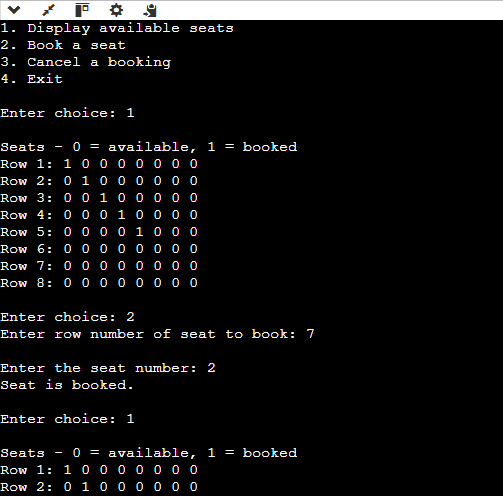 1. Display available seats
2. Book a seat
3. Cancel a booking
4. Exit
Enter choice: 1
Seats - 0 = available, 1 = booked
Row 1: 1 0 0 0 0 0 0 0
Row 2: 0 1 0 0 0 0 0 0
Row 3: 0 0 1 0 0 0 0 0
Row 4: 0 0 0 1 0 0 0 0
Row 5: 0 0 0 0 1 0 0 0
Row 6: 0 0 0 0 0 0 0 0
Row 7: 0 0 0 0 0 0 0 0
Row 8: 0 0 0 0 0 0 0 0
Enter choice: 2
Enter row number of seat to book: 7
Enter the seat number: 2
Seat is booked.
Enter choice: 1
Seats - 0 = available, 1 = booked
Row 1: 1 0 0 0 0 0 0 0
Row 2: 0 1 0 0 0 0 0 0